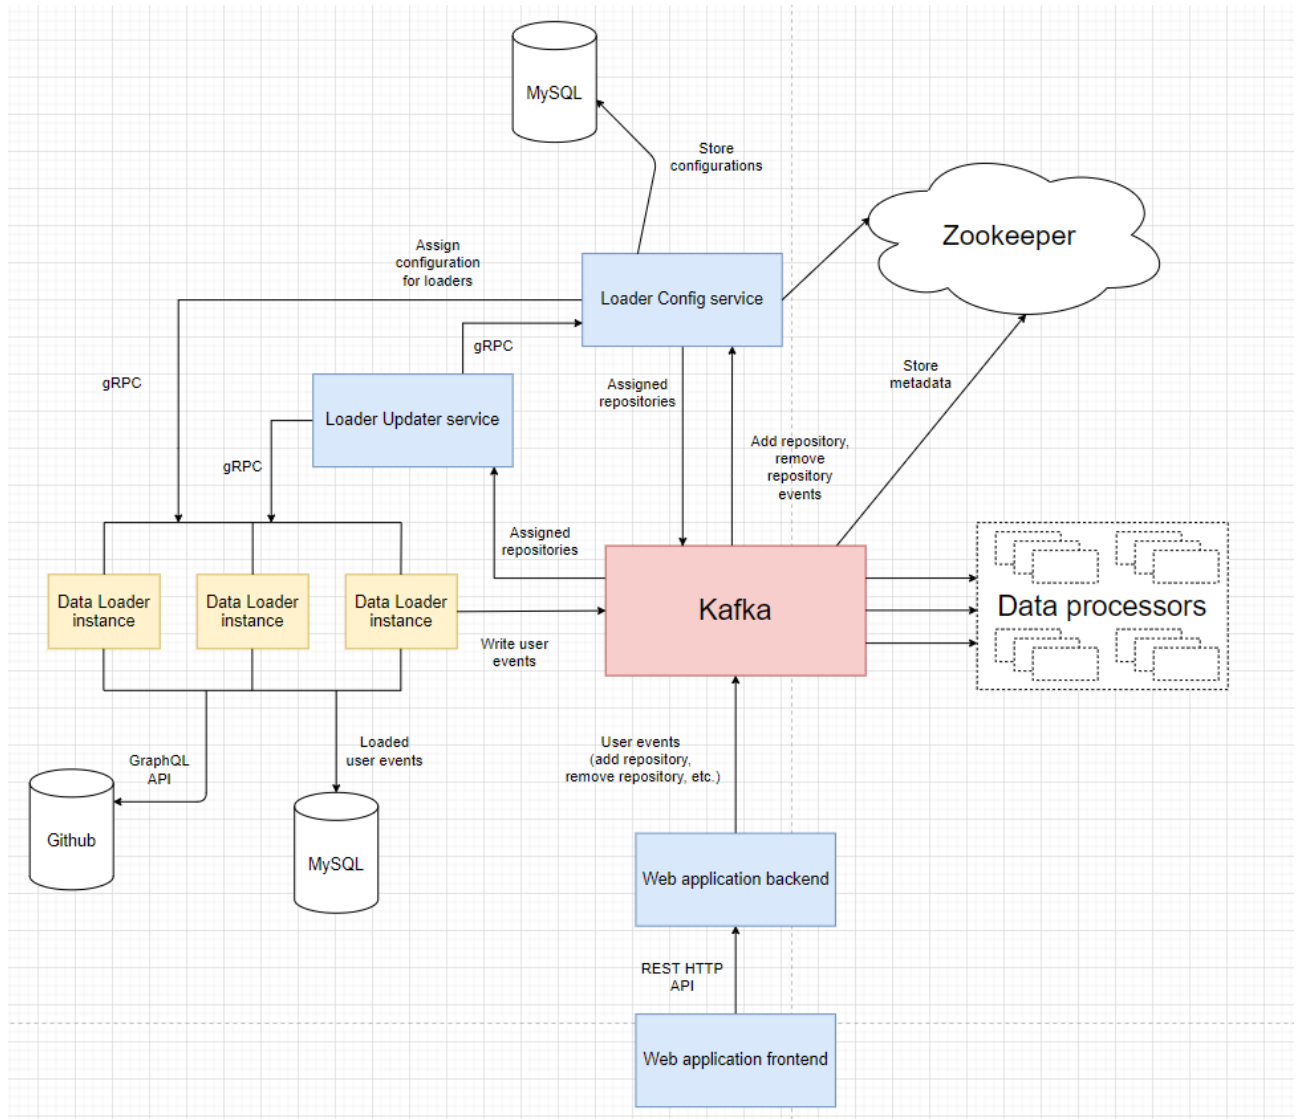 MySQL
Store
configurations
Zookeeper
Assign
configuration
for loaders
Loader Config service
gRPC
gRPC
Store
metadata
Assigned
repositories
Loader Updater service
Add repository,
remove
repository
events
gRPC
Assigned
repositories
Data Loader
instance
Data Loader
instance
Data Loader
instance
Kafka
Data processors
Write user
events
User events
(add repository,
remove repository, etc.)
GraphQL
API
Loaded
user events
Github
MySQL
Web application backend
REST HTTP
API
Web application frontend